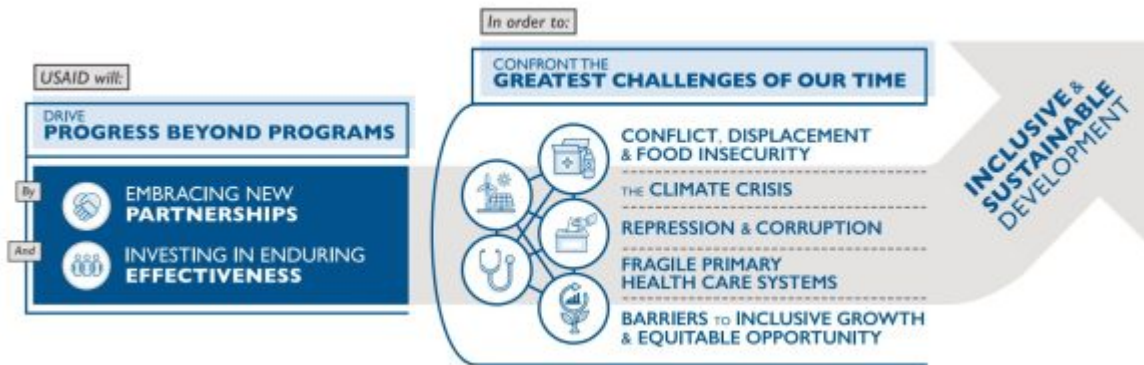 USAID will:
DRIVE
PROGRESS BEYOND PROGRAMS
By
EMBRACING NEW
PARTNERSHIPS
And
INVESTING IN ENDURING
EFFECTIVENESS
In order to:
CONFRONT THE
GREATEST CHALLENGES OF OUR TIME
CONFLICT, DISPLACEMENT
& FOOD INSECURITY
THE CLIMATE CRISIS
REPRESSION & CORRUPTION
FRAGILE PRIMARY
HEALTH CARE SYSTEMS
BARRIERS TO INCLUSIVE GROWTH
& EQUITABLE OPPORTUNITY
INCLUSIVE &
SUSTAINABLE
DEVELOPMENT